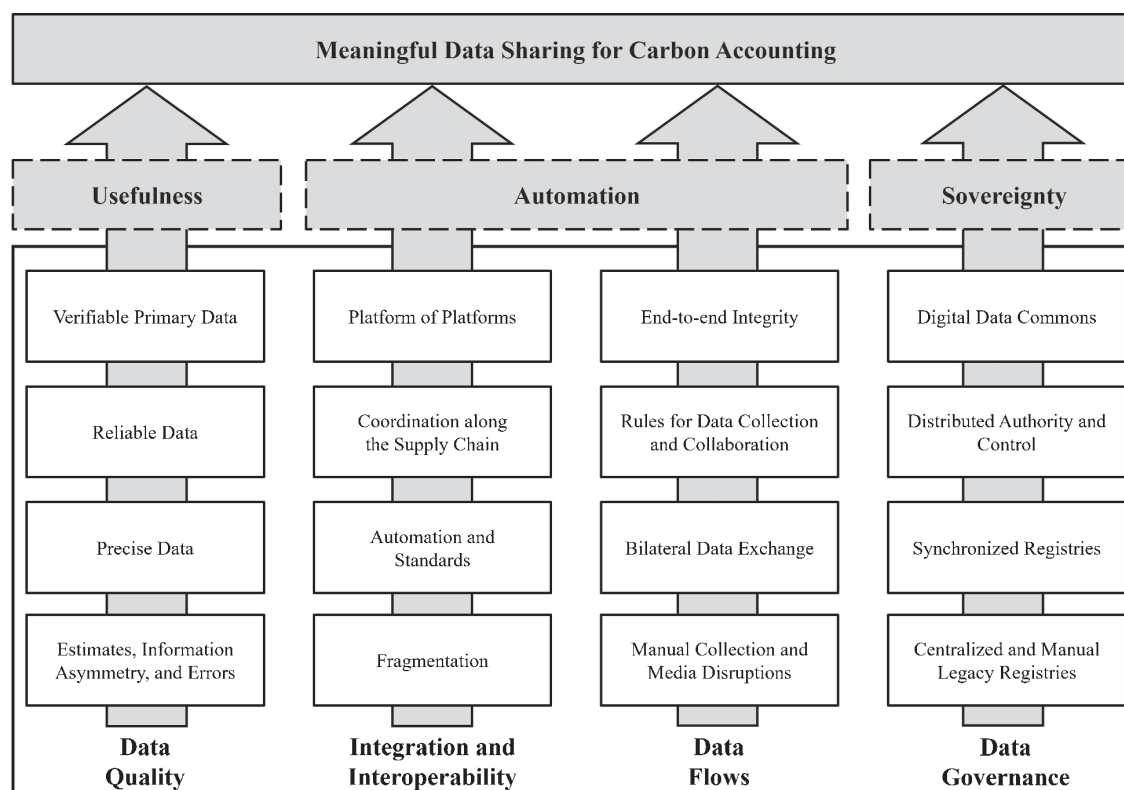 Meaningful Data Sharing for Carbon Accounting
Usefulness
Automation
Sovereignty
Verifiable Primary Data
Platform of Platforms
End-to-end Integrity
Digital Data Commons
Reliable Data
Coordination along
the Supply Chain
Rules for Data Collection
and Collaboration
Distributed Authority and
Control
Precise Data
Automation and
Standards
Bilateral Data Exchange
Synchronized Registries
Estimates, Information
Asymmetry, and Errors
Fragmentation
Manual Collection and
Media Disruptions
Centralized and Manual
Legacy Registries
Data
Quality
Integration and
Interoperability
Data
Flows
Data
Governance